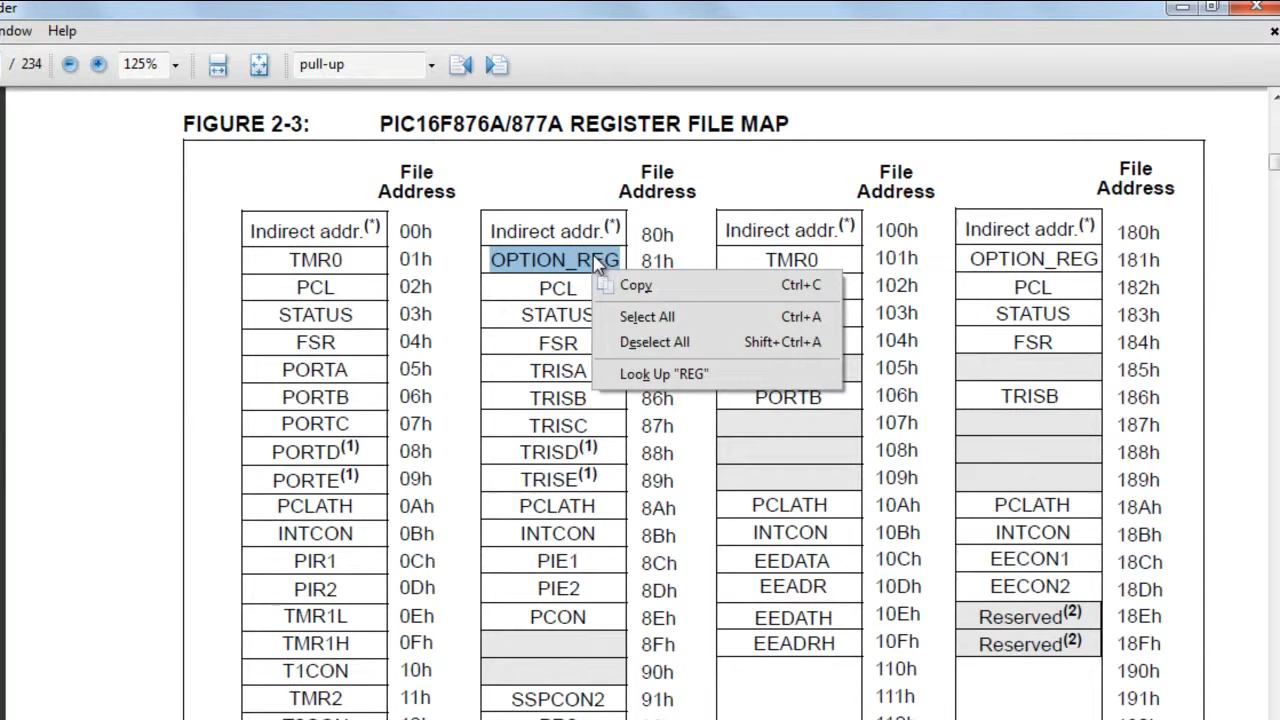 der
ndow Help
/ 234 125% pull-up
FIGURE 2-3: PIC16F876A/877A REGISTER FILE MAP
File Address File Address File Address File Address
Indirect addr.(*) 00h Indirect addr.(*) 80h Indirect addr.(*) 100h Indirect addr.(*) 180h
TMR0 01h OPTION_REG 81h TMR0 101h OPTION_REG 181h
PCL 02h PCL Copy Ctrl+C 102h PCL 182h
STATUS 03h STATUS Select All Ctrl+A 103h STATUS 183h
FSR 04h FSR Deselect All Shift+Ctrl+A 104h FSR 184h
PORTA 05h TRISA Look Up "REG" 105h 185h
PORTB 06h TRISB 86h PORTB 106h TRISB 186h
PORTC 07h TRISC 87h 107h 187h
PORTD(1) 08h TRISD(1) 88h 108h 188h
PORTE(1) 09h TRISE(1) 89h 109h 189h
PCLATH 0Ah PCLATH 8Ah PCLATH 10Ah PCLATH 18Ah
INTCON 0Bh INTCON 8Bh INTCON 10Bh INTCON 18Bh
PIR1 0Ch PIE1 8Ch EEDATA 10Ch EECON1 18Ch
PIR2 0Dh PIE2 8Dh EEADR 10Dh EECON2 18Dh
TMR1L 0Eh PCON 8Eh EEDATH 10Eh Reserved(2) 18Eh
TMR1H 0Fh 8Fh EEADRH 10Fh Reserved(2) 18Fh
T1CON 10h 90h 110h 190h
TMR2 11h SSPCON2 91h 111h 191h